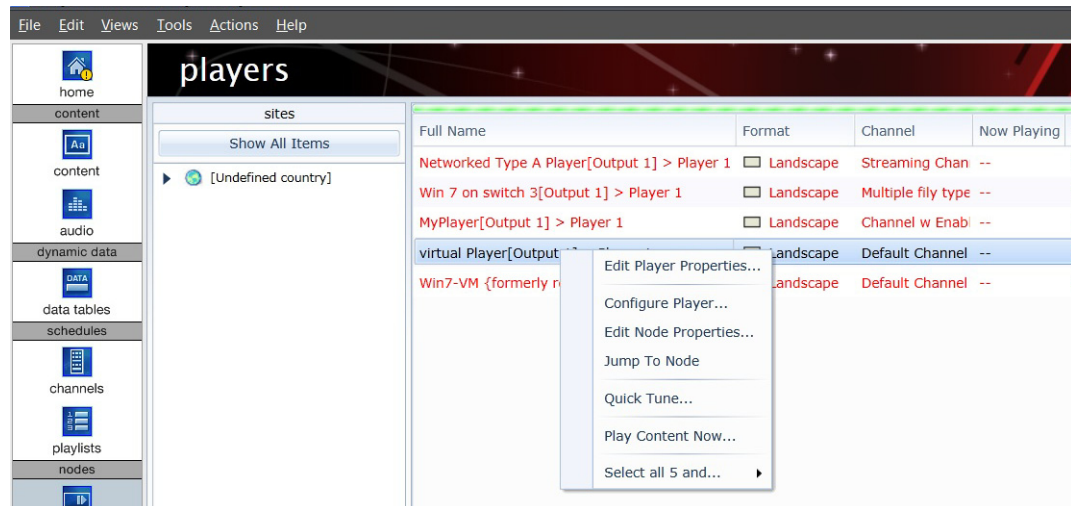 File Edit Views Tools Actions Help
home
content
Aa
content
audio
dynamic data
DATA
data tables
schedules
channels
playlists
nodes
players
sites
Show All Items
[Undefined country]
Full Name Format Channel Now Playing
Networked Type A Player[Output 1] > Player 1 Landscape Streaming Chan --
Win 7 on switch 3[Output 1] > Player 1 Landscape Multiple fily type --
MyPlayer[Output 1] > Player 1 Landscape Channel w Enabl --
virtual Player[Output Landscape Default Channel --
Win7-VM {formerly Landscape Default Channel --
Edit Player Properties...
Configure Player...
Edit Node Properties...
Jump To Node
Quick Tune...
Play Content Now...
Select all 5 and...